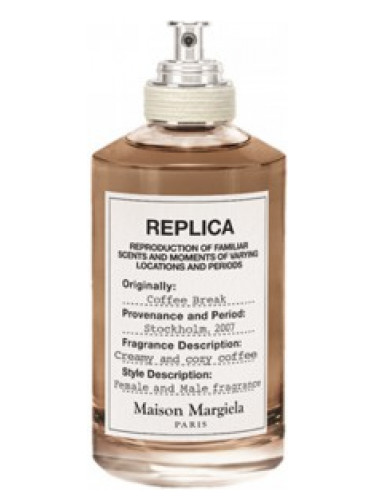 REPLICA
REPRODUCTION OF FAMILIAR
SCENTS AND MOMENTS OF VARYING
LOCATIONS AND PERIODS
Originally:
Coffee Break
Provenance and Period:
Stockholm, 2007
Fragrance Description:
Creamy and cozy coffee
Style Description:
Female and Male fragrance
Maison Margiela
PARIS